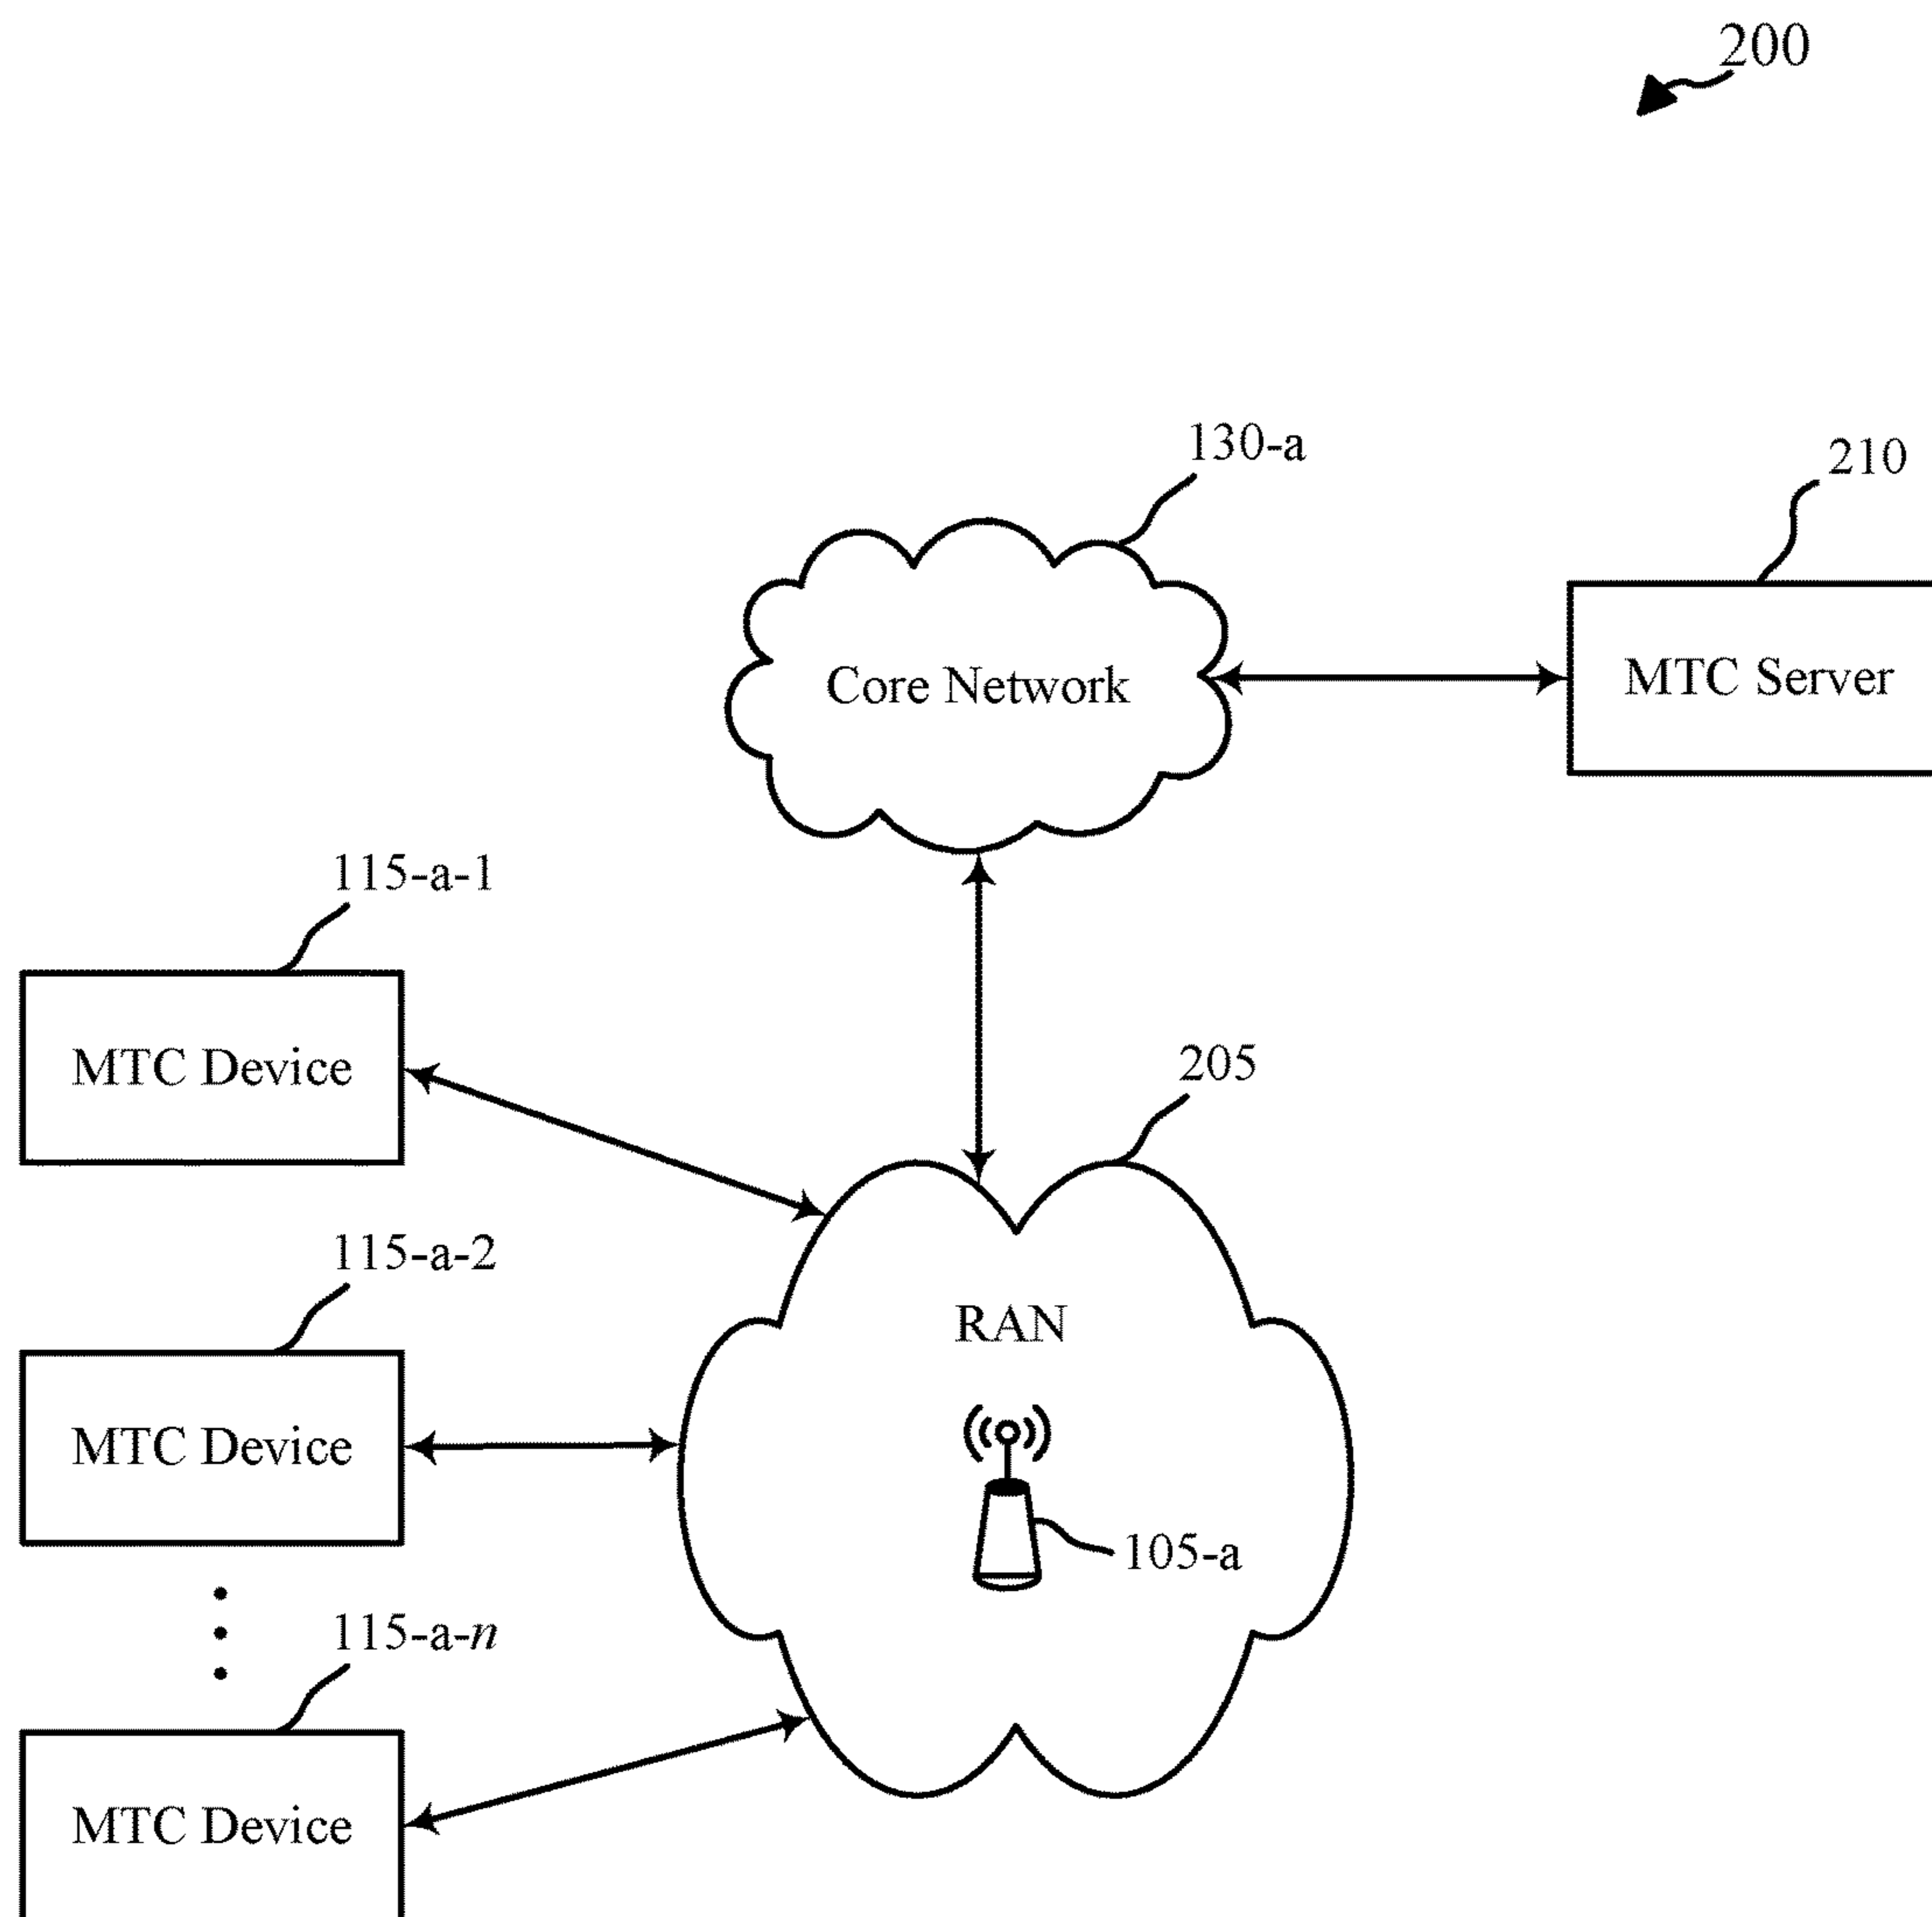 200
130-a
210
Core Network
MTC Server
115-a-1
MTC Device
205
115-a-2
RAN
MTC Device
105-a
115-a-n
MTC Device